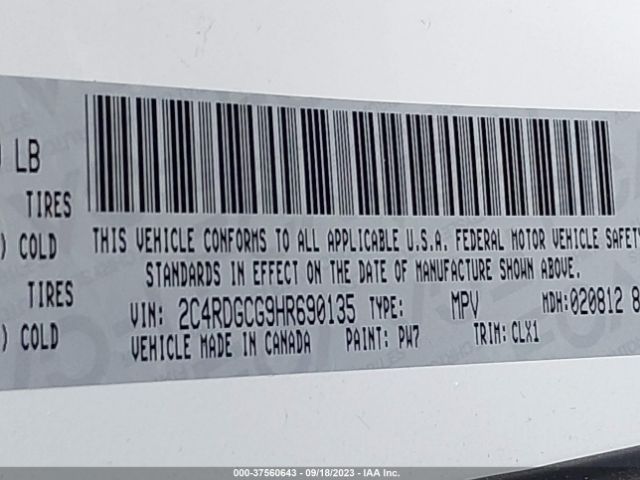 LB
TIRES
) COLD
TIRES
) COLD
THIS VEHICLE CONFORMS TO ALL APPLICABLE U.S.A. FEDERAL MOTOR VEHICLE SAFETY
STANDARDS IN EFFECT ON THE DATE OF MANUFACTURE SHOWN ABOVE.
VIN: 2C4RDGCG9HR690135 TYPE: MPV MDH:020812 8
VEHICLE MADE IN CANADA PAINT: PW7 TRIM: CLX1
000-37560643 - 09/18/2023 - IAA Inc.